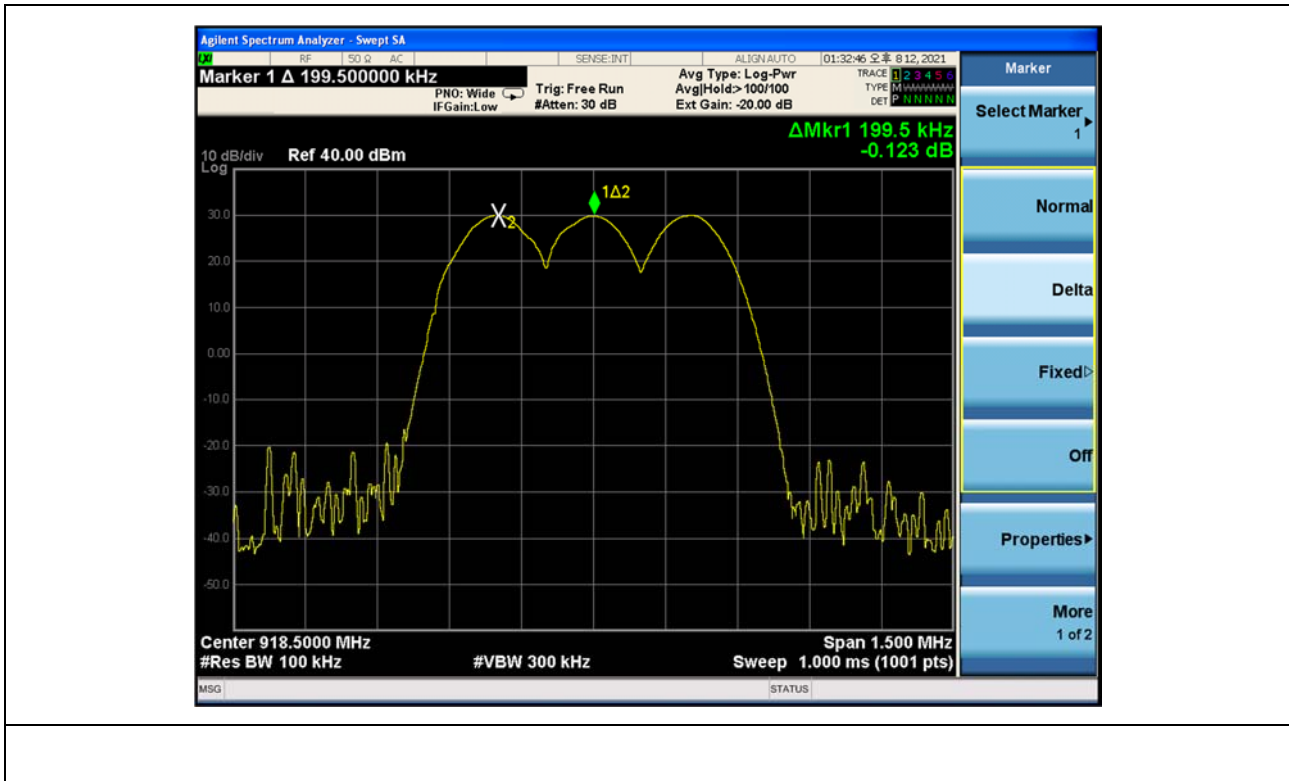 Agilent Spectrum Analyzer - Swept SA
LXI RF 50 Ω AC SENSE:INT ALIGN AUTO 01:32:46 오후 8 12, 2021
Marker 1 Δ 199.500000 kHz
PNO: Wide Trig: Free Run Avg Type: Log-Pwr TRACE 1 2 3 4 5 6
IFGain:Low #Atten: 30 dB Avg|Hold:>100/100 TYPE M WWWWW
Ext Gain: -20.00 dB DET P N N N N N
ΔMkr1 199.5 kHz
-0.123 dB
10 dB/div Ref 40.00 dBm
Log
1Δ2
X2
30.0
20.0
10.0
0.00
-10.0
-20.0
-30.0
-40.0
-50.0
Center 918.5000 MHz Span 1.500 MHz
#Res BW 100 kHz #VBW 300 kHz Sweep 1.000 ms (1001 pts)
MSG STATUS
Marker
Select Marker
1
Normal
Delta
Fixed
Off
Properties
More
1 of 2